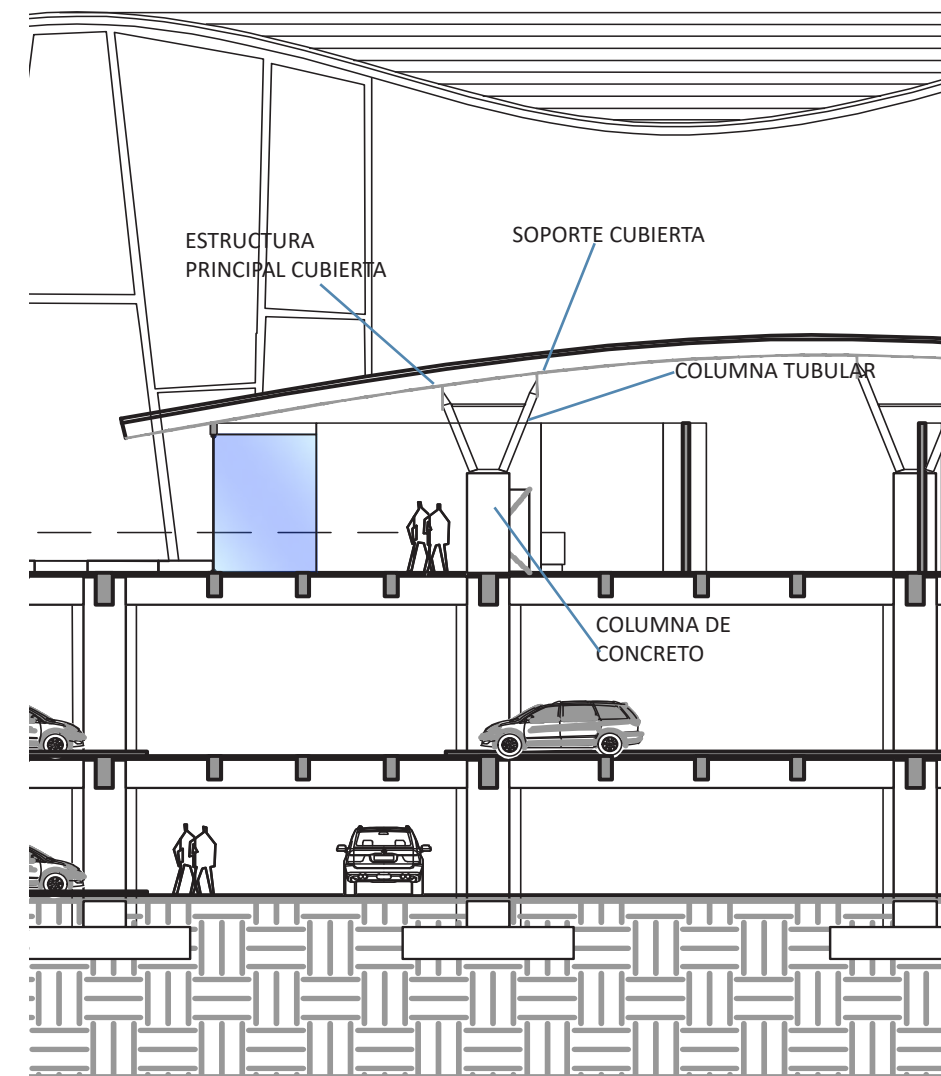 ESTRUCTURA
PRINCIPAL CUBIERTA
SOPORTE CUBIERTA
COLUMNA TUBULAR
COLUMNA DE
CONCRETO